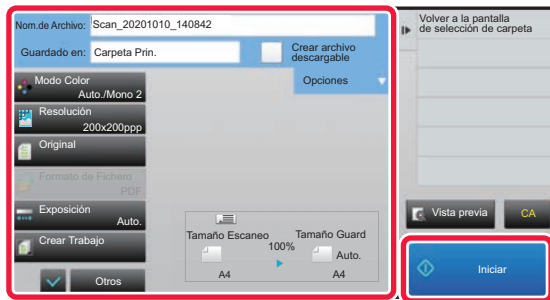 Nom.de Archivo: Scan_20201010_140842
Guardado en: Carpeta Prin.
Crear archivo
descargable
Opciones
Modo Color
Auto./Mono 2
Resolución
200x200ppp
Original
Formato de Fichero
PDF
Exposición
Auto.
Crear Trabajo
Otros
Tamaño Escaneo
100%
Tamaño Guard
Auto.
A4
A4
Volver a la pantalla
de selección de carpeta
Vista previa
CA
Iniciar